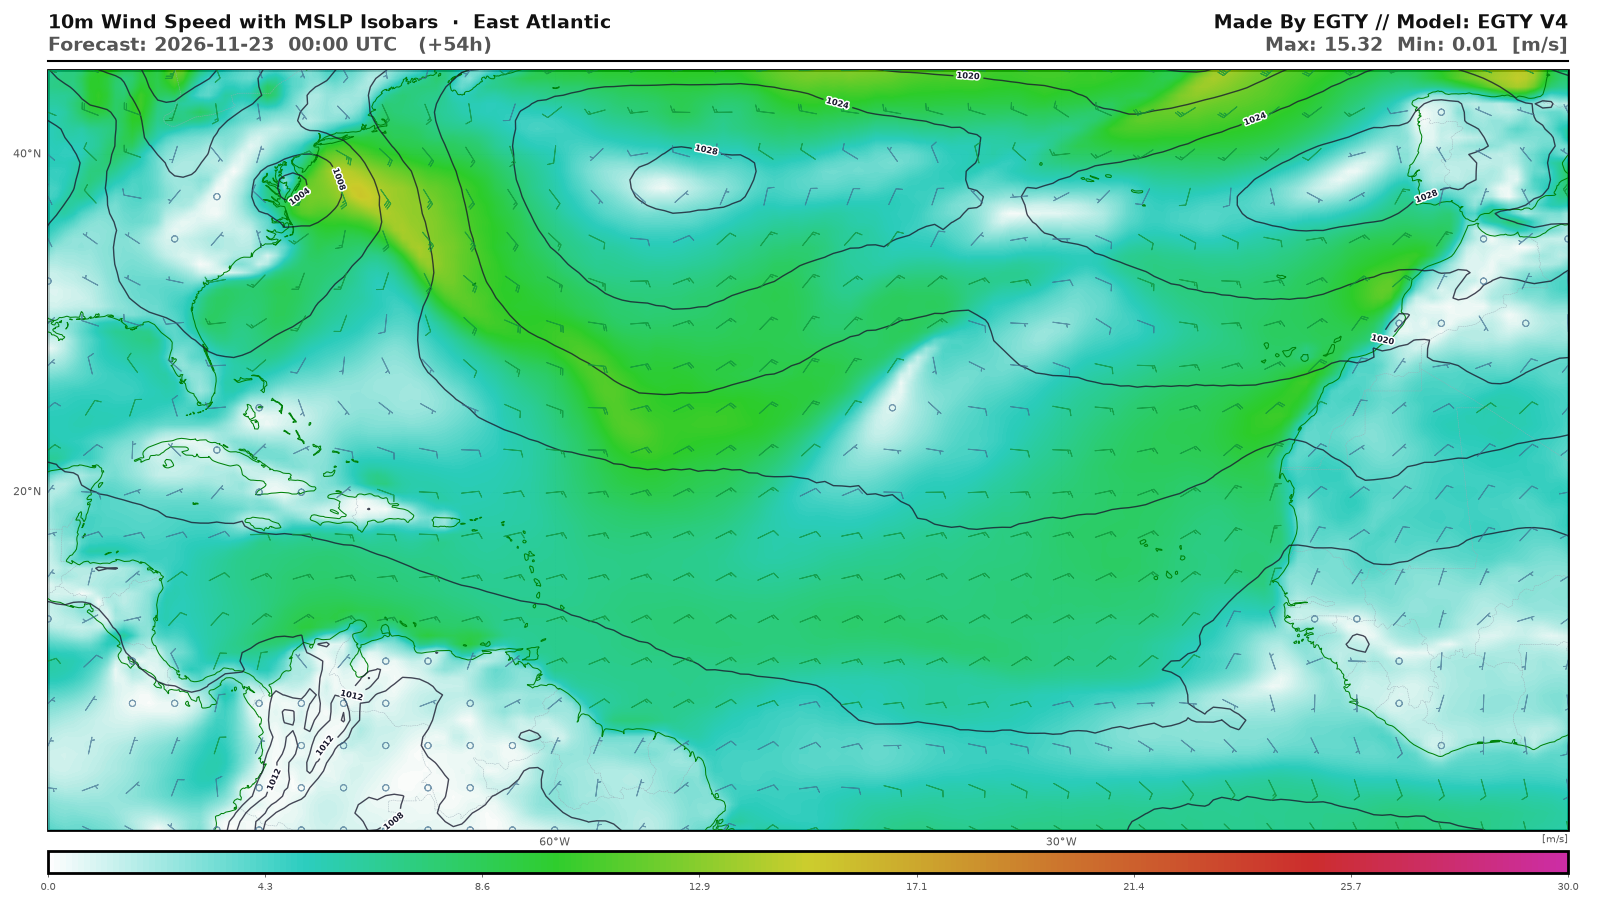 10m Wind Speed with MSLP Isobars · East Atlantic
Made By EGTY // Model: EGTY V4
Forecast: 2026-11-23 00:00 UTC (+54h)
Max: 15.32 Min: 0.01 [m/s]
1020
1024
1024
40°N
1028
1008
1004
1028
1020
20°N
1012
1012
1012
1008
60°W
30°W
[m/s]
0.0
4.3
8.6
12.9
17.1
21.4
25.7
30.0